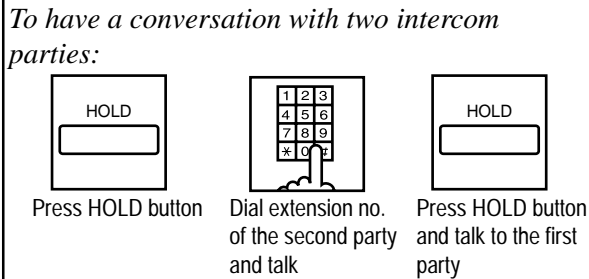 To have a conversation with two intercom
parties:
HOLD
Press HOLD button
1 2 3
4 5 6
7 8 9
* 0 #
Dial extension no.
of the second party
and talk
HOLD
Press HOLD button
and talk to the first
party